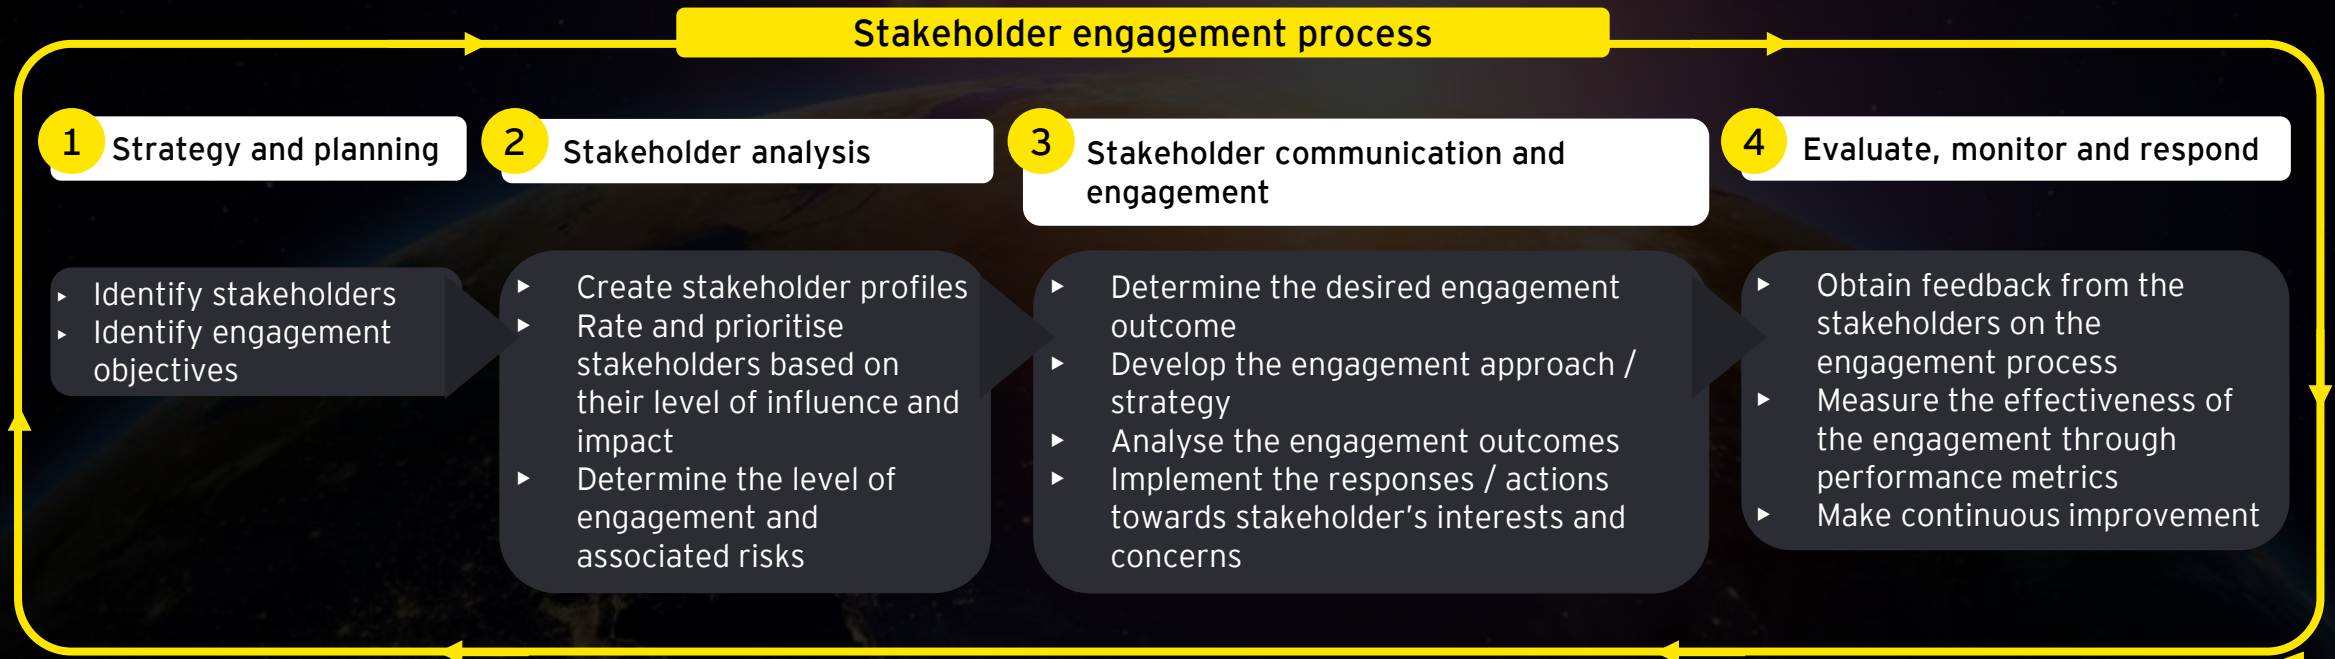 Stakeholder engagement process
1
Strategy and planning
2
Stakeholder analysis
3
Stakeholder communication and
engagement
4
Evaluate, monitor and respond
Identify stakeholders
Identify engagement
objectives
Create stakeholder profiles
Rate and prioritise
stakeholders based on
their level of influence and
impact
Determine the level of
engagement and
associated risks
Determine the desired engagement
outcome
Develop the engagement approach /
strategy
Analyse the engagement outcomes
Implement the responses / actions
towards stakeholder’s interests and
concerns
Obtain feedback from the
stakeholders on the
engagement process
Measure the effectiveness of
the engagement through
performance metrics
Make continuous improvement